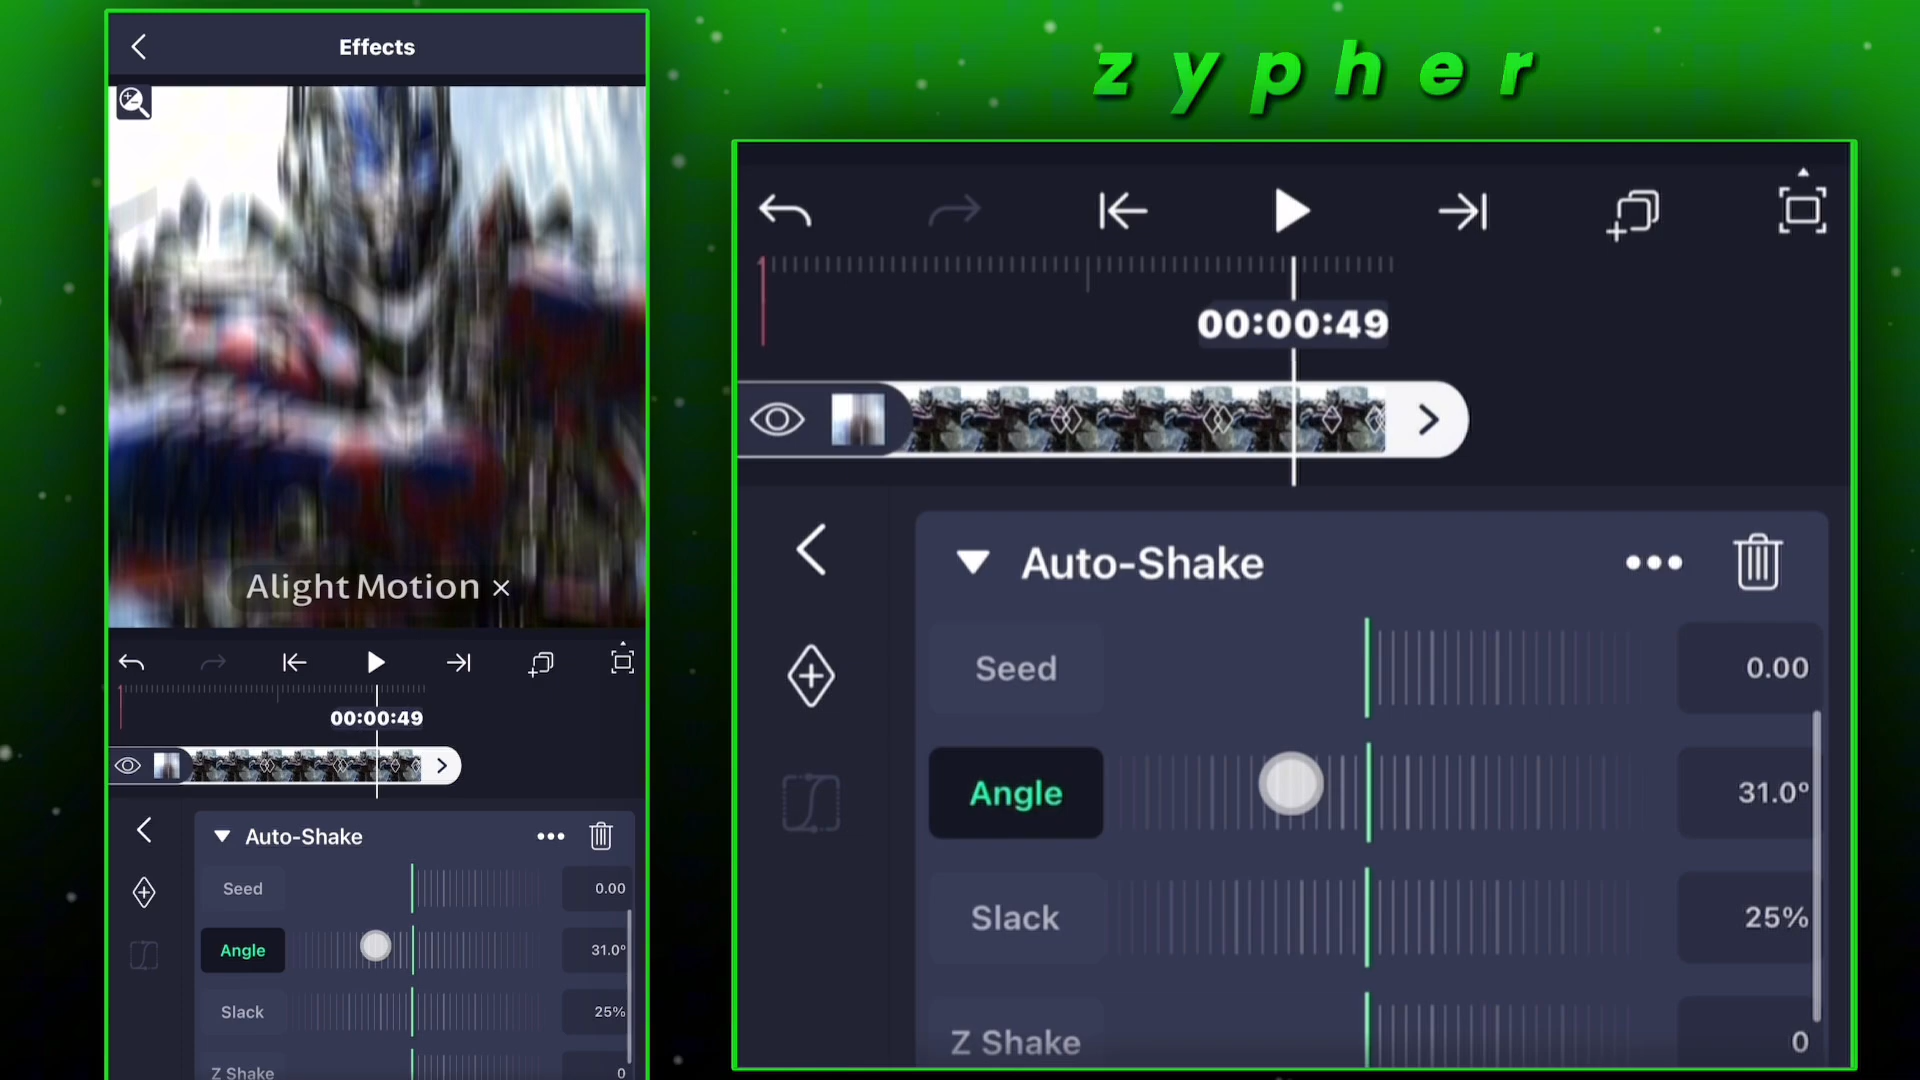 Effects
Alight Motion ×
00:00:49
Auto-Shake
Seed
0.00
Angle
31.0°
Slack
25%
Z Shake
0
zypher
00:00:49
Auto-Shake
Seed
0.00
Angle
31.0°
Slack
25%
Z Shake
0